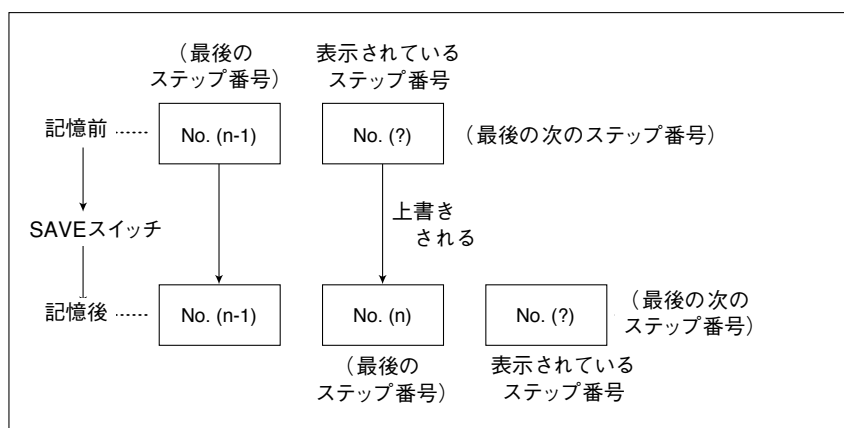 （最後の
ステップ番号）
表示されている
ステップ番号
記憶前
No. (n-1)
No. (?)
（最後の次のステップ番号）
SAVEスイッチ
上書き
される
記憶後
No. (n-1)
No. (n)
No. (?)
（最後の次の
ステップ番号）
（最後の
ステップ番号）
表示されている
ステップ番号